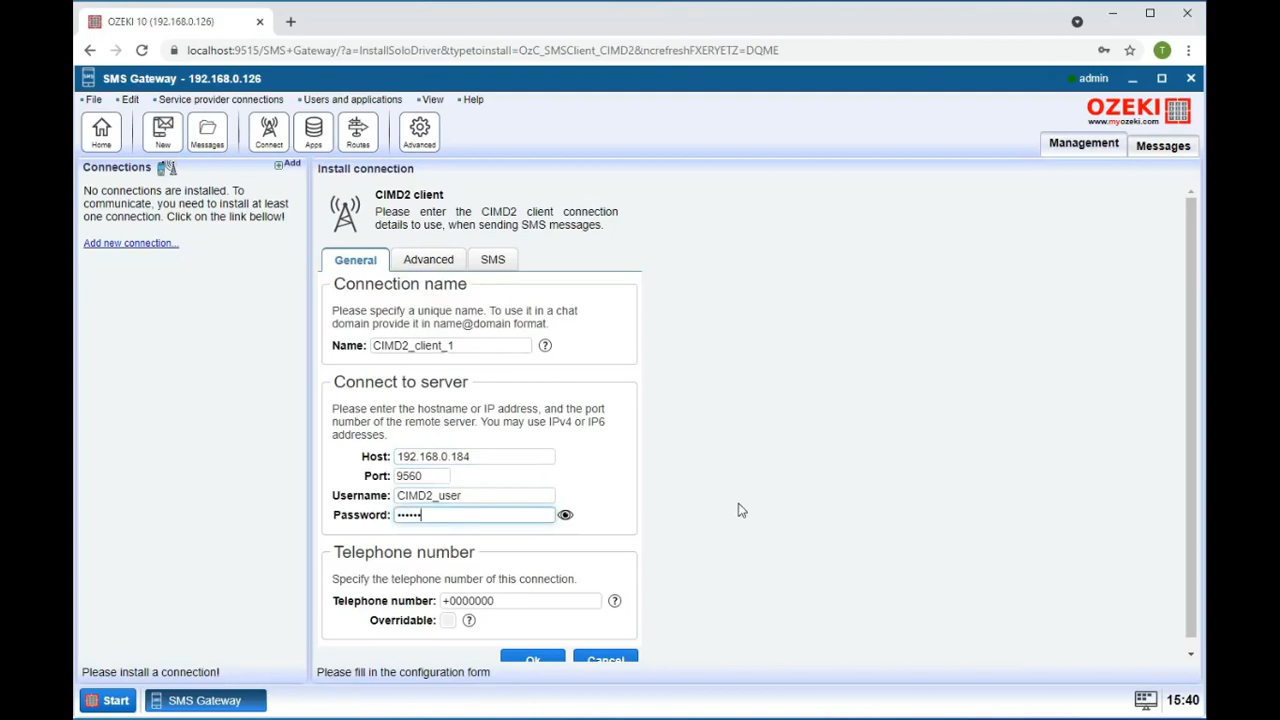 OZEKI 10 (192.168.0.126)
localhost:9515/SMS+Gateway/?a=InstallSoloDriver&typetoinstall=OzC_SMSClient_CIMD2&ncrefreshFXERYETZ=DQME
T
SMS Gateway - 192.168.0.126
admin
File Edit Service provider connections Users and applications View Help
OZEKI
www.myozeki.com
Home New Messages Connect Apps Routes Advanced
Management Messages
Connections Add
No connections are installed. To
communicate, you need to install at least
one connection. Click on the link bellow!
Add new connection...
Please install a connection!
Install connection
CIMD2 client
Please enter the CIMD2 client connection
details to use, when sending SMS messages.
General Advanced SMS
Connection name
Please specify a unique name. To use it in a chat
domain provide it in name@domain format.
Name: CIMD2_client_1 ?
Connect to server
Please enter the hostname or IP address, and the port
number of the remote server. You may use IPv4 or IP6
addresses.
Host: 192.168.0.184
Port: 9560
Username: CIMD2_user
Password: ••••••
Telephone number
Specify the telephone number of this connection.
Telephone number: +0000000 ?
Overridable: ?
Ok Cancel
Please fill in the configuration form
Start SMS Gateway 15:40